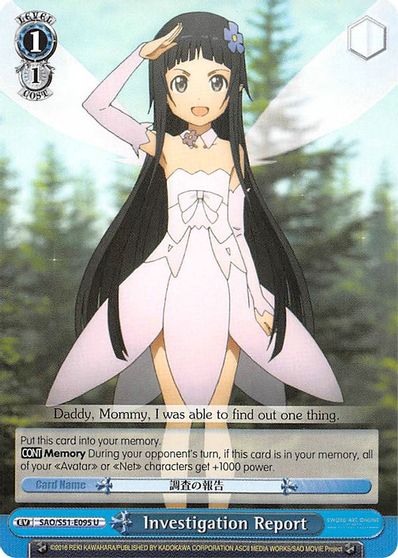 LEVEL
1
1
COST
Daddy, Mommy, I was able to find out one thing.
Put this card into your memory.
CONT Memory During your opponent's turn, if this card is in your memory, all
of your «Avatar» or «Net» characters get +1000 power.
Card Name 調査の報告
EV SAO/S51-E095 U Investigation Report SWORD ART ONLINE
©2016 REKI KAWAHARA/PUBLISHED BY KADOKAWA CORPORATION ASCII MEDIA WORKS/SAO MOVIE Project